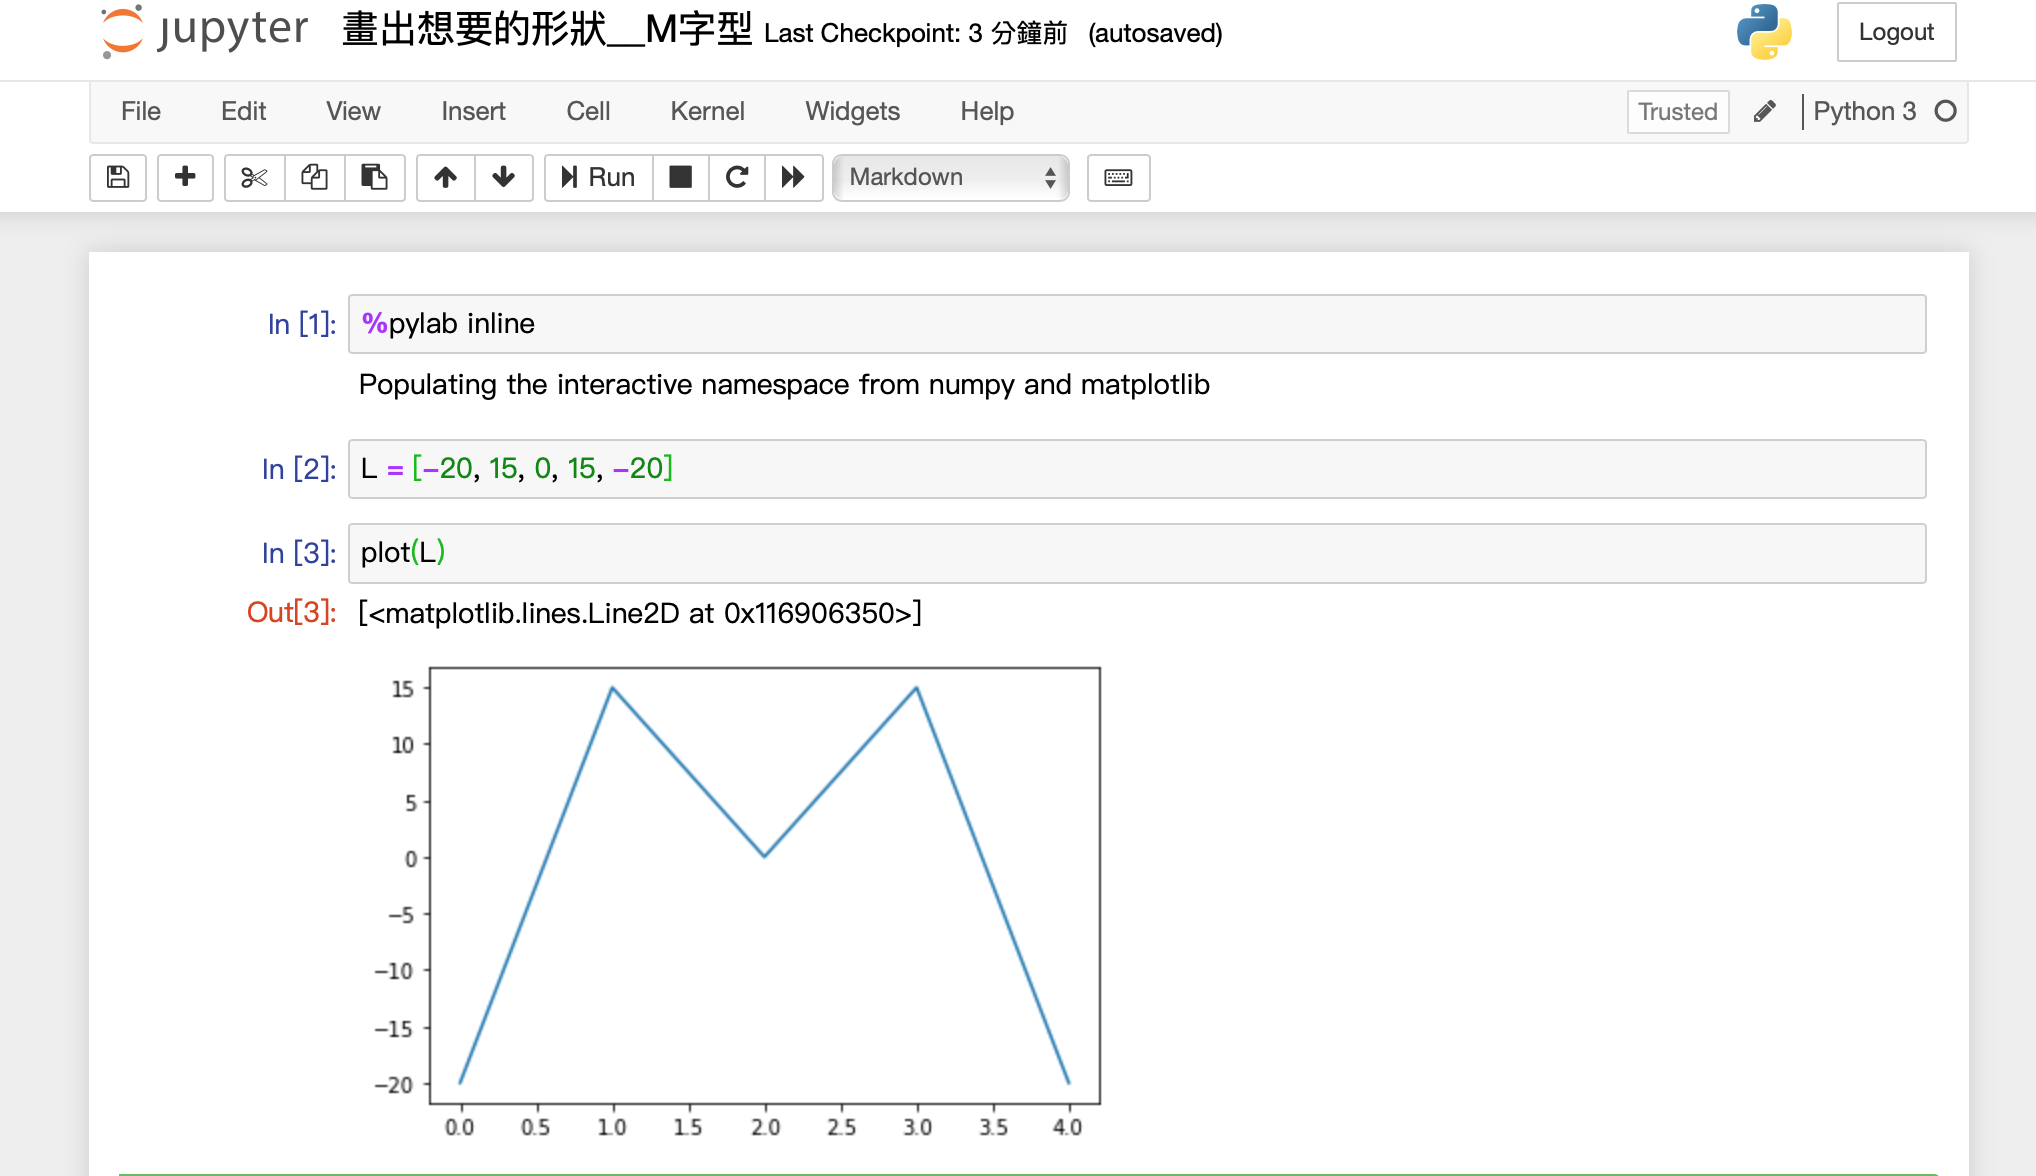 jupyter 畫出想要的形狀__M字型 Last Checkpoint: 3 分鐘前 (autosaved) Logout
File Edit View Insert Cell Kernel Widgets Help Trusted Python 3
Run Markdown
In [1]: %pylab inline
Populating the interactive namespace from numpy and matplotlib
In [2]: L = [-20, 15, 0, 15, -20]
In [3]: plot(L)
Out[3]: [<matplotlib.lines.Line2D at 0x116906350>]
15
10
5
0
−5
−10
−15
−20
0.0 0.5 1.0 1.5 2.0 2.5 3.0 3.5 4.0